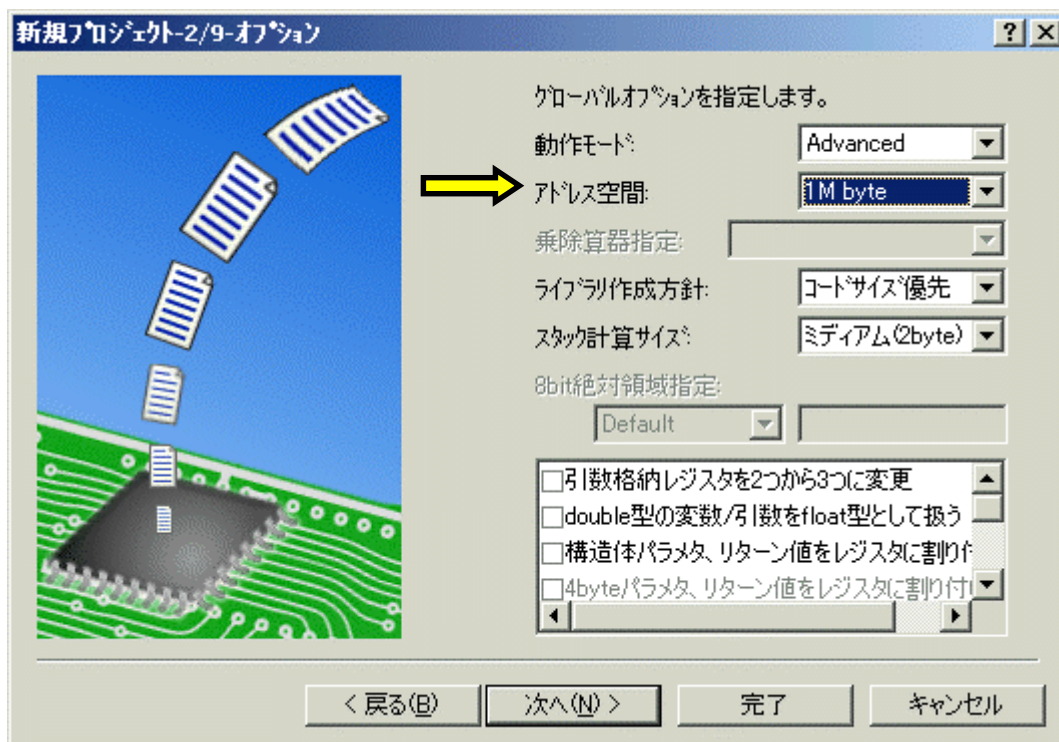 新規ﾌﾟﾛｼﾞｪｸﾄ-2/9-ｵﾌﾟｼｮﾝ
ｸﾞﾛｰﾊﾞﾙｵﾌﾟｼｮﾝを指定します。
動作ﾓｰﾄﾞ: Advanced
ｱﾄﾞﾚｽ空間: 1M byte
乗除算器指定:
ﾗｲﾌﾞﾗﾘ作成方針: ｺｰﾄﾞｻｲｽﾞ優先
ｽﾀｯｸ計算ｻｲｽﾞ: ミディアム(2byte)
8bit絶対領域指定:
Default
引数格納レジスタを2つから3つに変更
double型の変数/引数をfloat型として扱う
構造体パラメタ、リターン値をレジスタに割り付
4byteパラメタ、リターン値をレジスタに割り付け
< 戻る(B) 次へ(N) > 完了 キャンセル